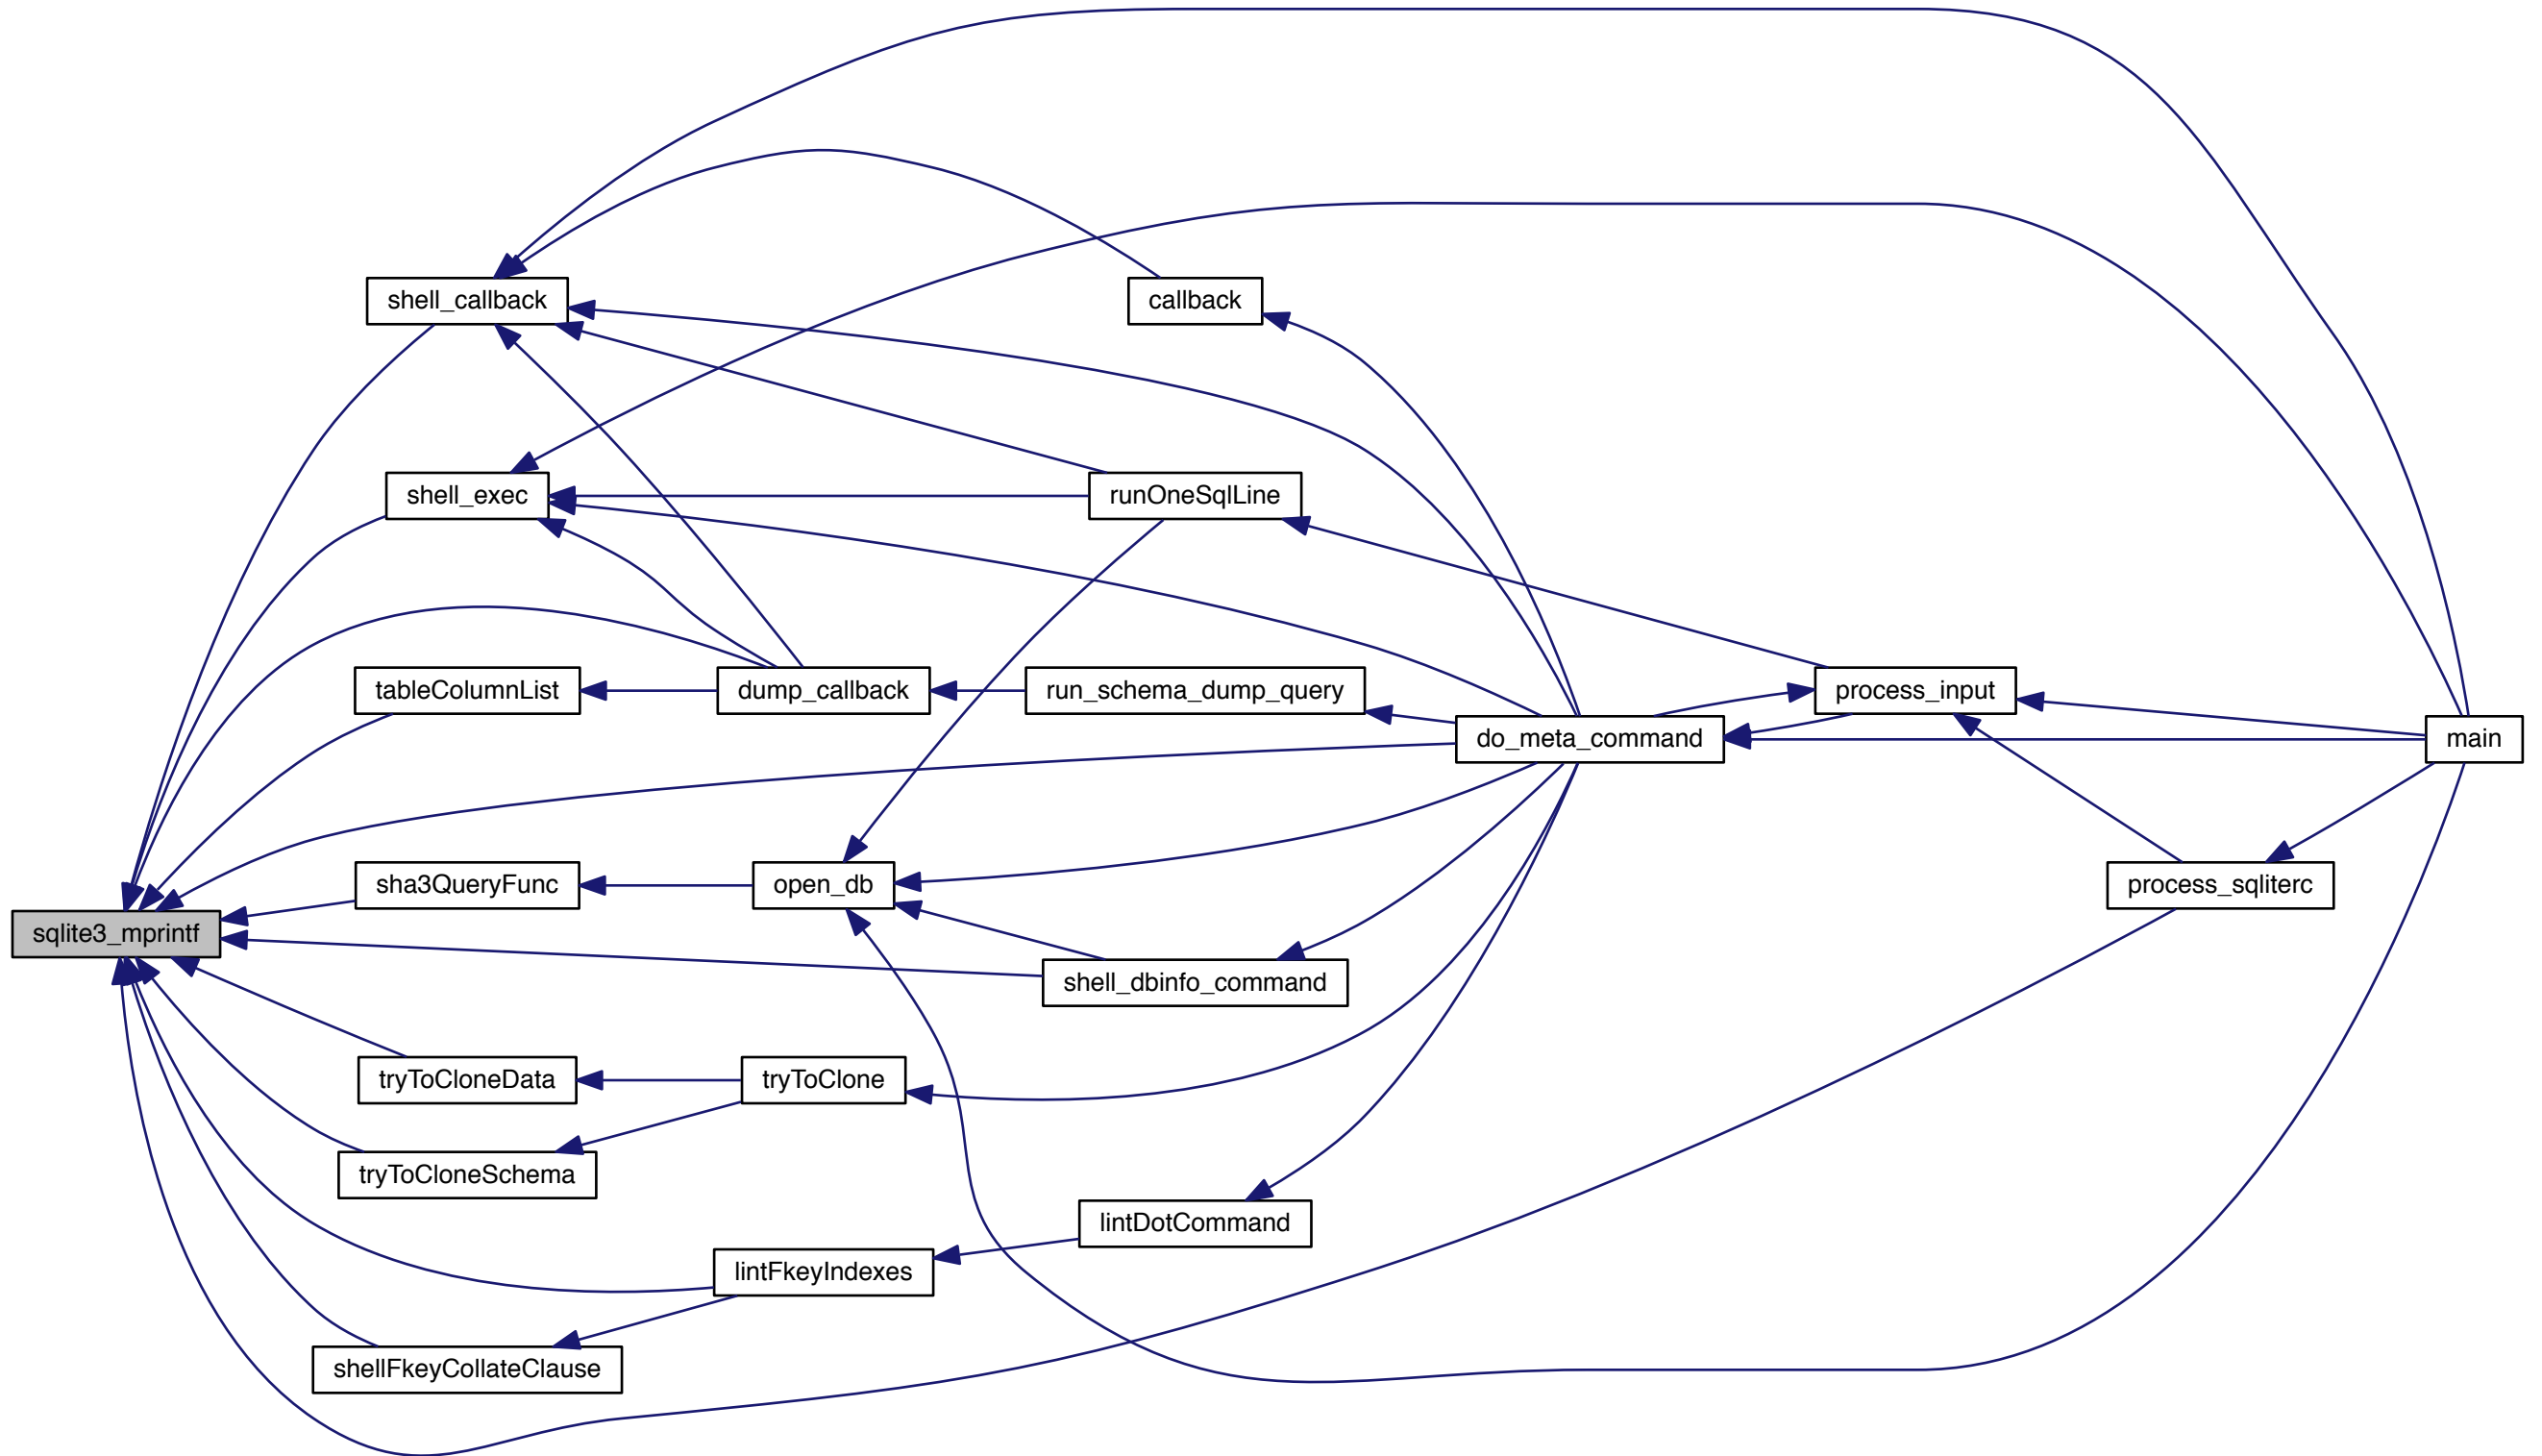 shell_callback
callback
shell_exec
runOneSqlLine
tableColumnList
dump_callback
run_schema_dump_query
process_input
do_meta_command
main
sha3QueryFunc
open_db
process_sqliterc
sqlite3_mprintf
shell_dbinfo_command
tryToCloneData
tryToClone
tryToCloneSchema
lintDotCommand
lintFkeyIndexes
shellFkeyCollateClause